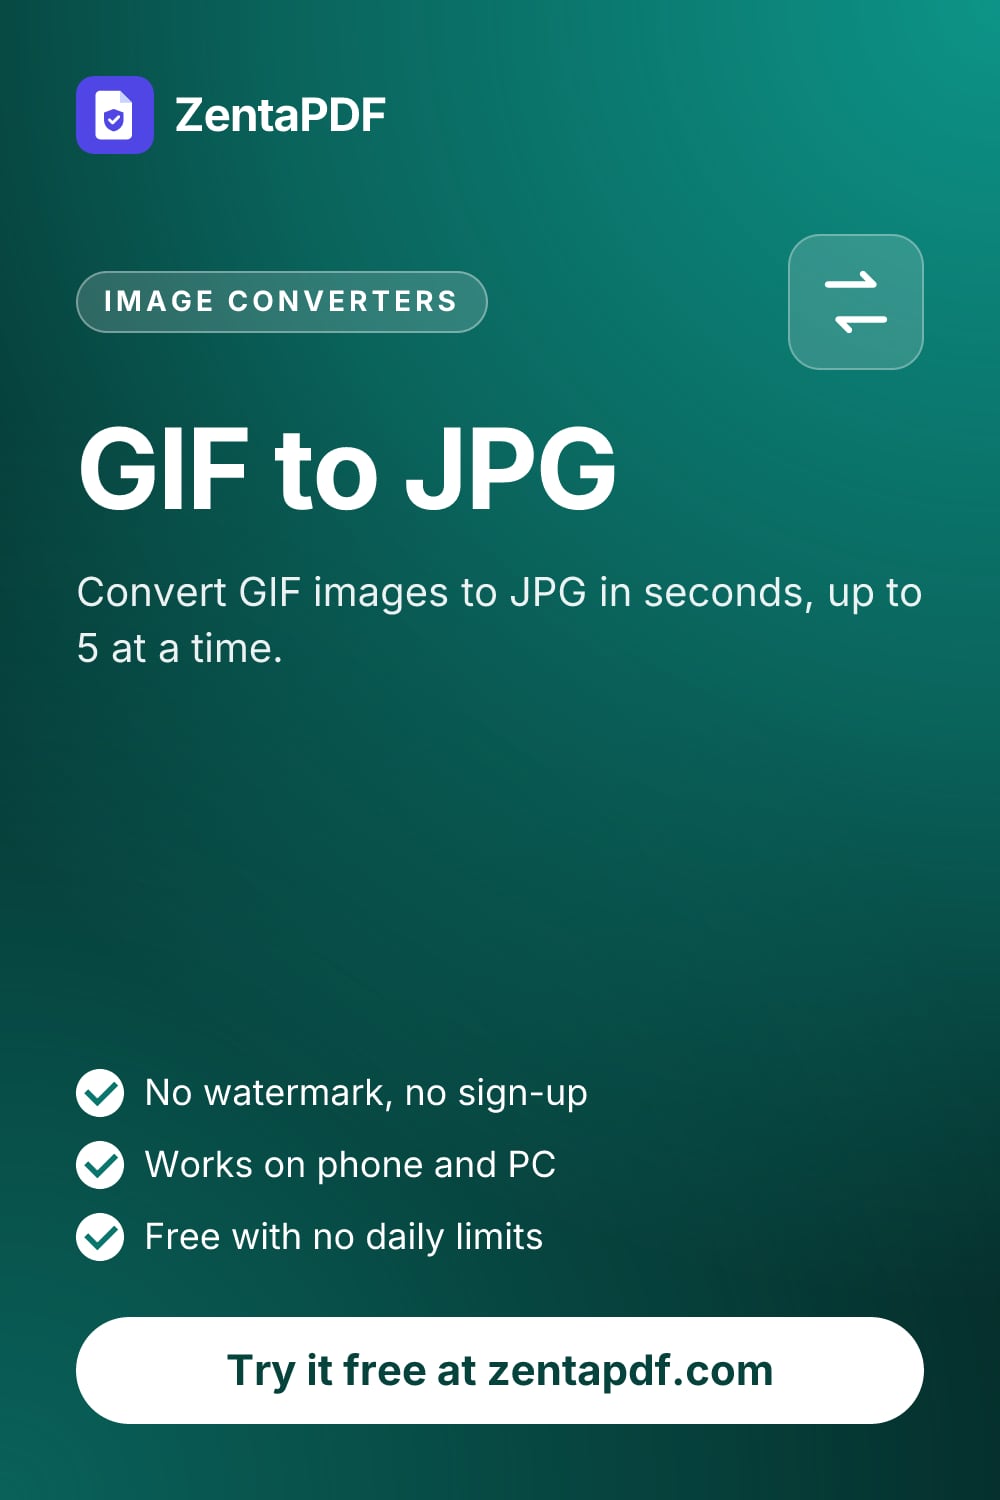 ZentaPDF
IMAGE CONVERTERS
GIF to JPG
Convert GIF images to JPG in seconds, up to
5 at a time.
No watermark, no sign-up
Works on phone and PC
Free with no daily limits
Try it free at zentapdf.com